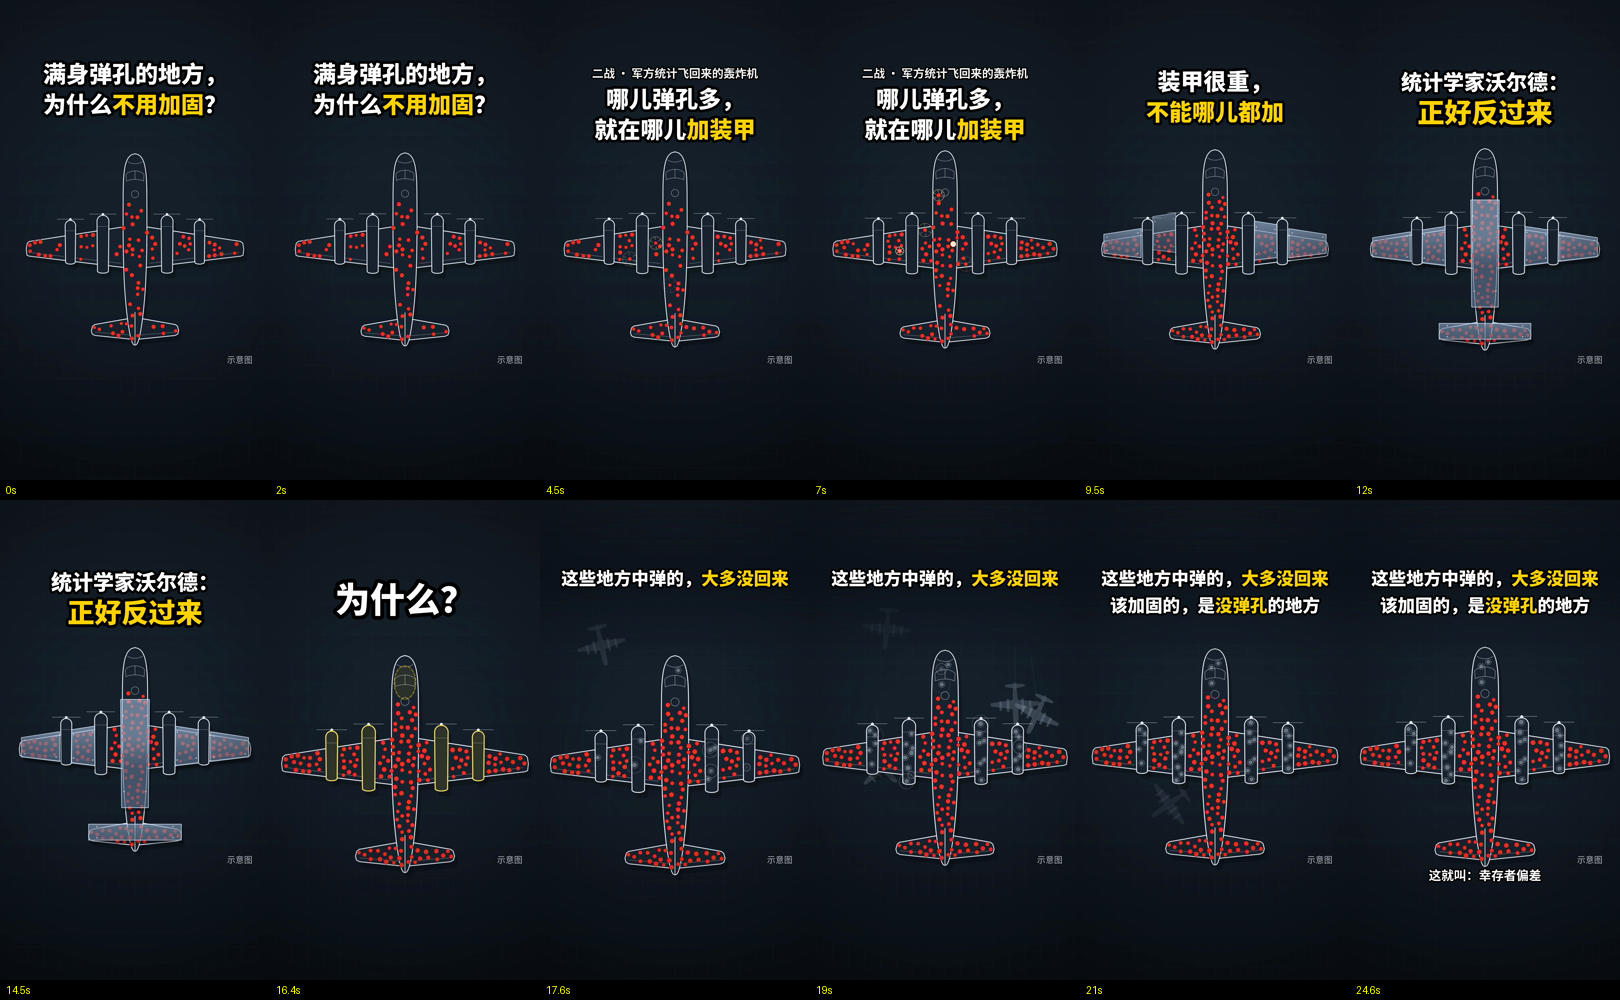 满身弹孔的地方，
为什么不用加固？
示意图
0s
满身弹孔的地方，
为什么不用加固？
示意图
2s
二战 · 军方统计飞回来的轰炸机
哪儿弹孔多，
就在哪儿加装甲
示意图
4.5s
二战 · 军方统计飞回来的轰炸机
哪儿弹孔多，
就在哪儿加装甲
示意图
7s
装甲很重，
不能哪儿都加
示意图
9.5s
统计学家沃尔德：
正好反过来
示意图
12s
统计学家沃尔德：
正好反过来
示意图
14.5s
为什么？
示意图
16.4s
这些地方中弹的，大多没回来
示意图
17.6s
这些地方中弹的，大多没回来
示意图
19s
这些地方中弹的，大多没回来
该加固的，是没弹孔的地方
示意图
21s
这些地方中弹的，大多没回来
该加固的，是没弹孔的地方
示意图
这就叫：幸存者偏差
24.6s